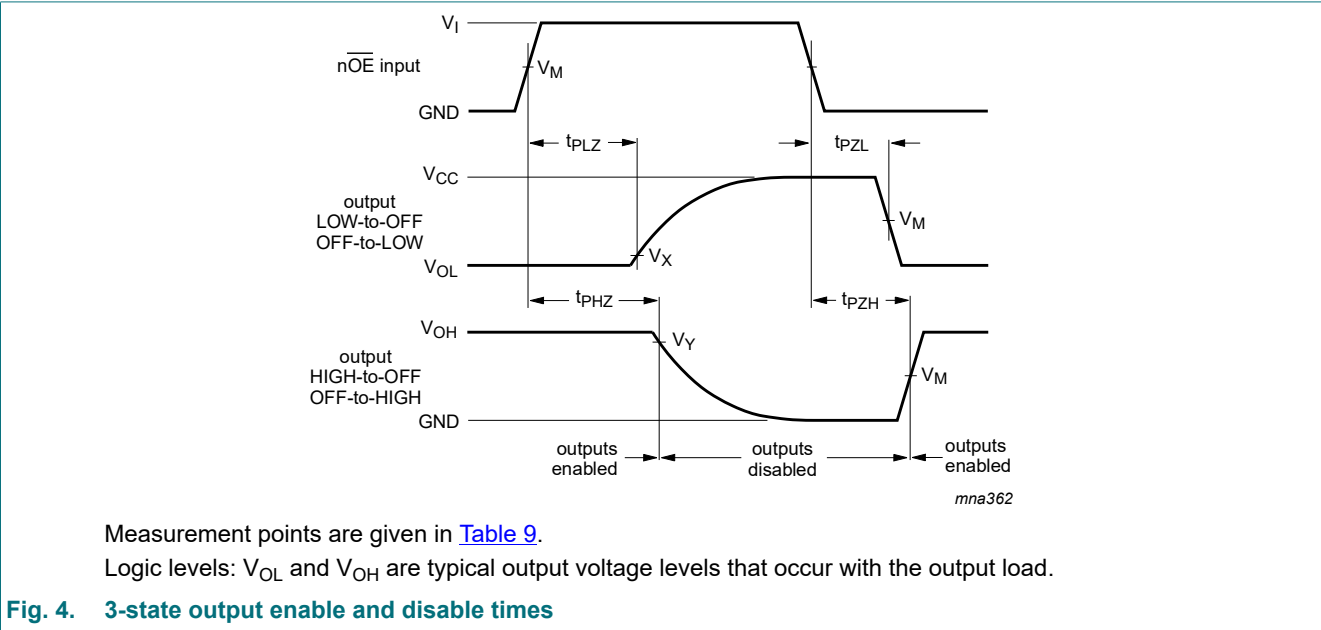 V_I
nOE input
V_M
GND
t_PLZ
t_PZL
V_CC
output
LOW-to-OFF
OFF-to-LOW
V_M
V_X
V_OL
t_PHZ
t_PZH
V_OH
V_Y
output
HIGH-to-OFF
OFF-to-HIGH
V_M
GND
outputs
enabled
outputs
disabled
outputs
enabled
mna362
Measurement points are given in Table 9.
Logic levels: V_OL and V_OH are typical output voltage levels that occur with the output load.
Fig. 4. 3-state output enable and disable times